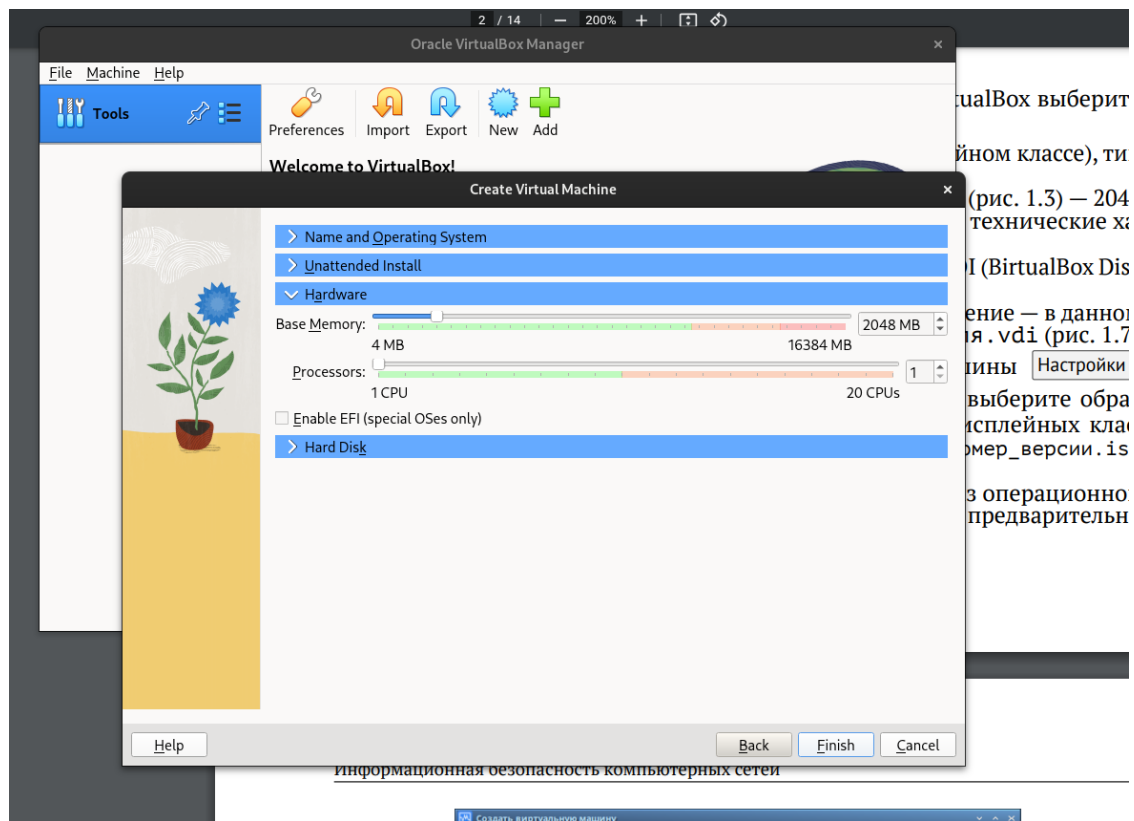 2 / 14 | — 200% + |
Oracle VirtualBox Manager
File Machine Help
Tools
Preferences Import Export New Add
Welcome to VirtualBox!
Create Virtual Machine
Name and Operating System
Unattended Install
Hardware
Base Memory: 2048 MB
4 MB 16384 MB
Processors: 1
1 CPU 20 CPUs
Enable EFI (special OSes only)
Hard Disk
Help Back Finish Cancel
tualBox выберит
йном классе), ти
(рис. 1.3) — 204
технические ха
I (BirtualBox Dis
ение — в данно
я.vdi (рис. 1.7
ины Настройки
выберите обра
исплейных клас
омер_версии.is
з операционно
предварительн
Информационная безопасность компьютерных сетей
Создать виртуальную машину